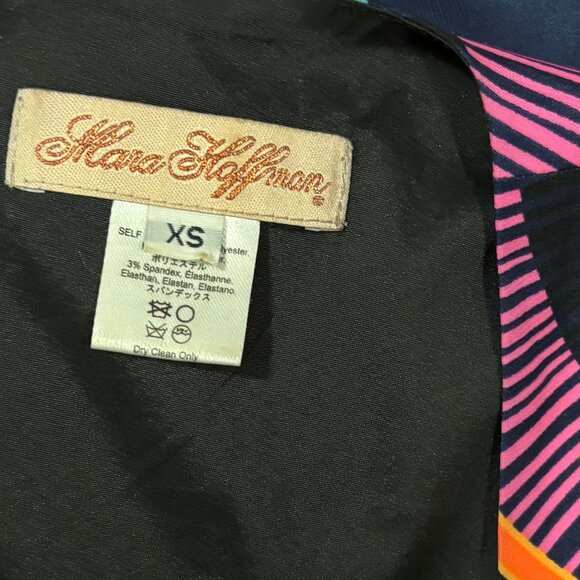 Mara Hoffman ®
XS
SELF
ポリエステル
3% Spandex, Élasthanne.
Elasthan, Elastan, Elastano.
スパンデックス
Dry Clean Only